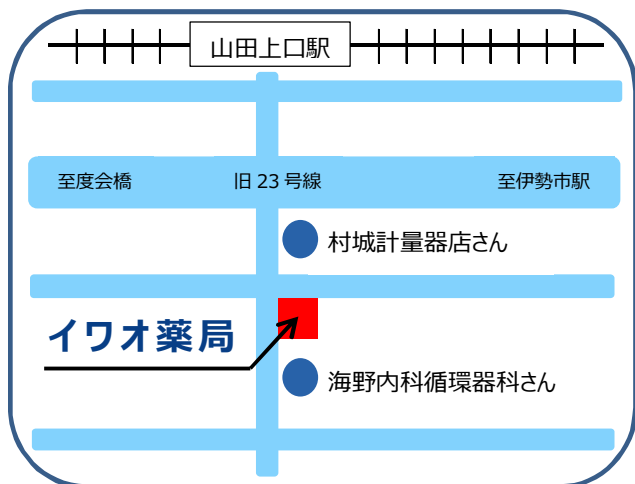 山田上口駅
至度会橋 旧23号線 至伊勢市駅
村城計量器店さん
イワオ薬局
海野内科循環器科さん